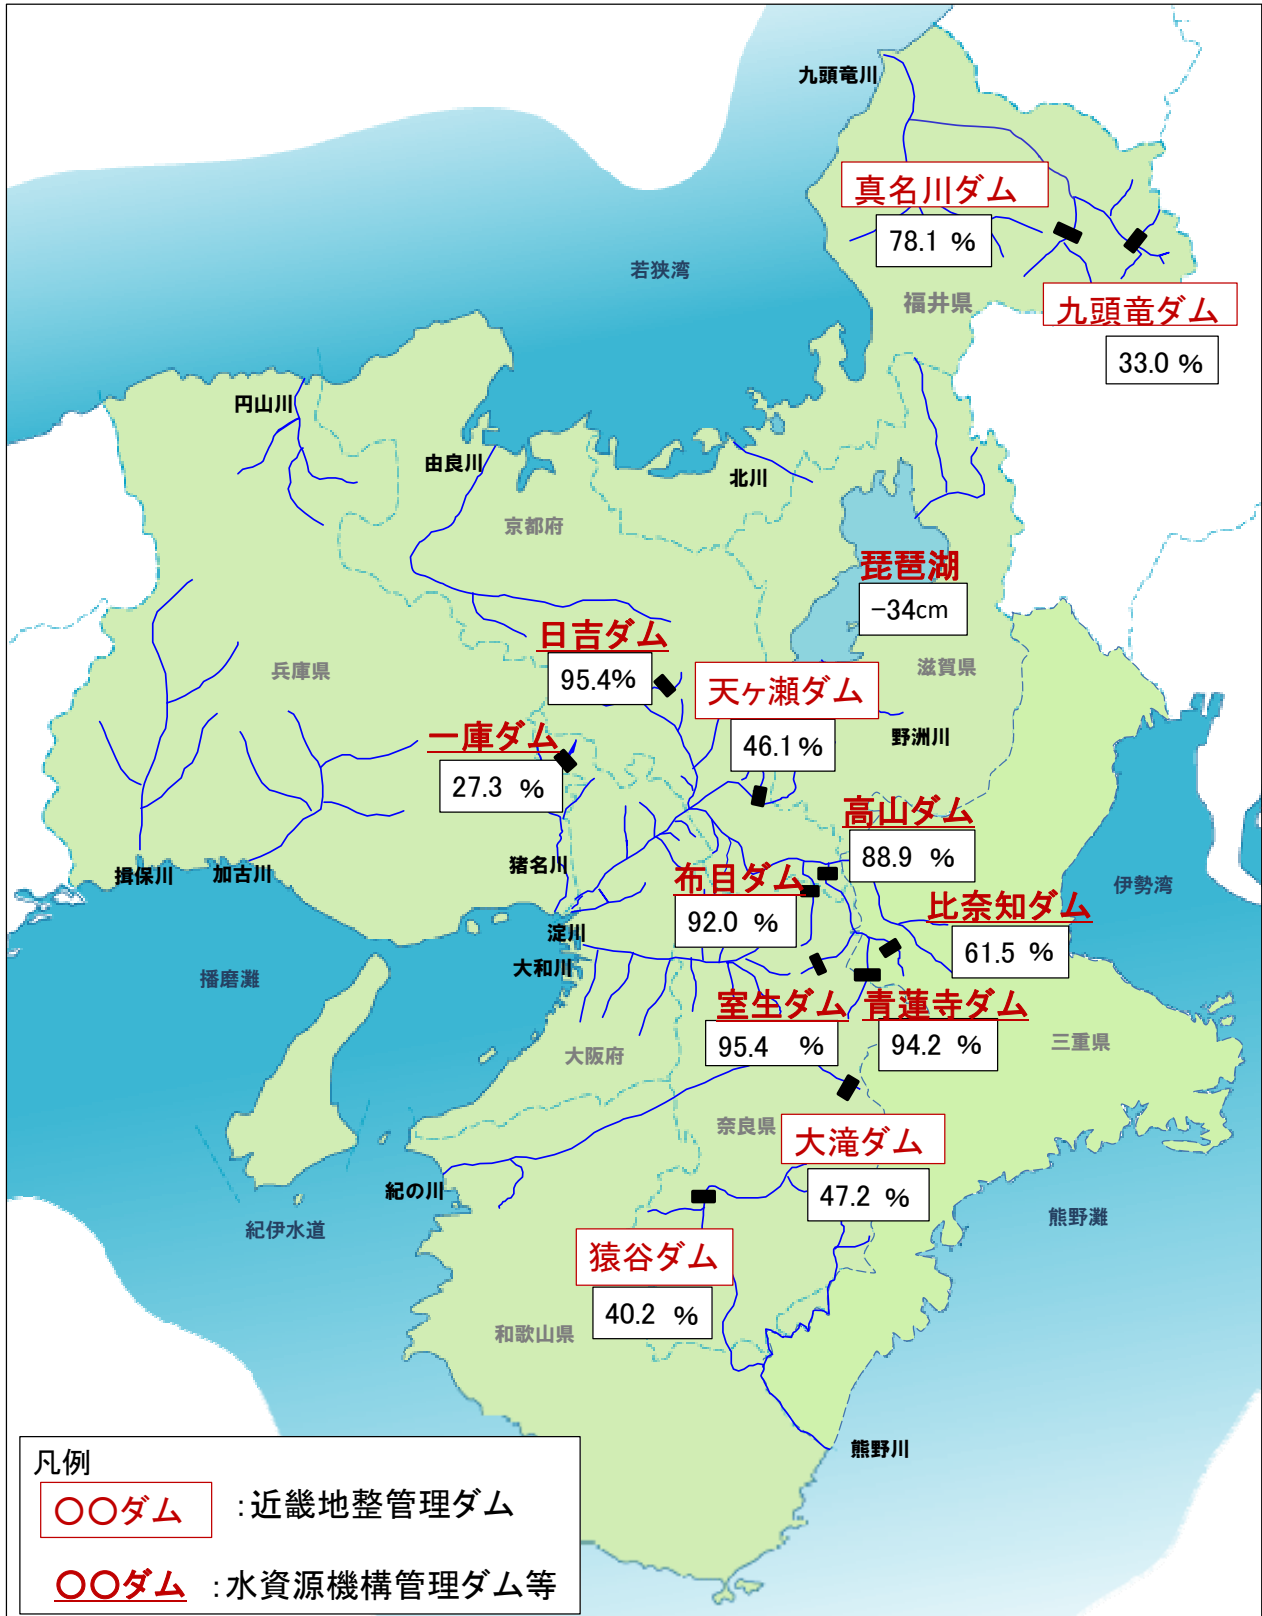 九頭竜川
真名川ダム
78.1 %
若狭湾
福井県
九頭竜ダム
33.0 %
円山川
由良川
北川
京都府
琵琶湖
-34cm
日吉ダム
95.4%
兵庫県
滋賀県
天ヶ瀬ダム
46.1%
野洲川
一庫ダム
27.3 %
高山ダム
88.9 %
猪名川
揖保川
加古川
布目ダム
92.0 %
伊勢湾
比奈知ダム
61.5 %
淀川
大和川
播磨灘
室生ダム
95.4 %
青蓮寺ダム
94.2 %
大阪府
三重県
奈良県
大滝ダム
47.2 %
紀の川
紀伊水道
熊野灘
猿谷ダム
40.2 %
和歌山県
熊野川
凡例
〇〇ダム :近畿地整管理ダム
〇〇ダム :水資源機構管理ダム等